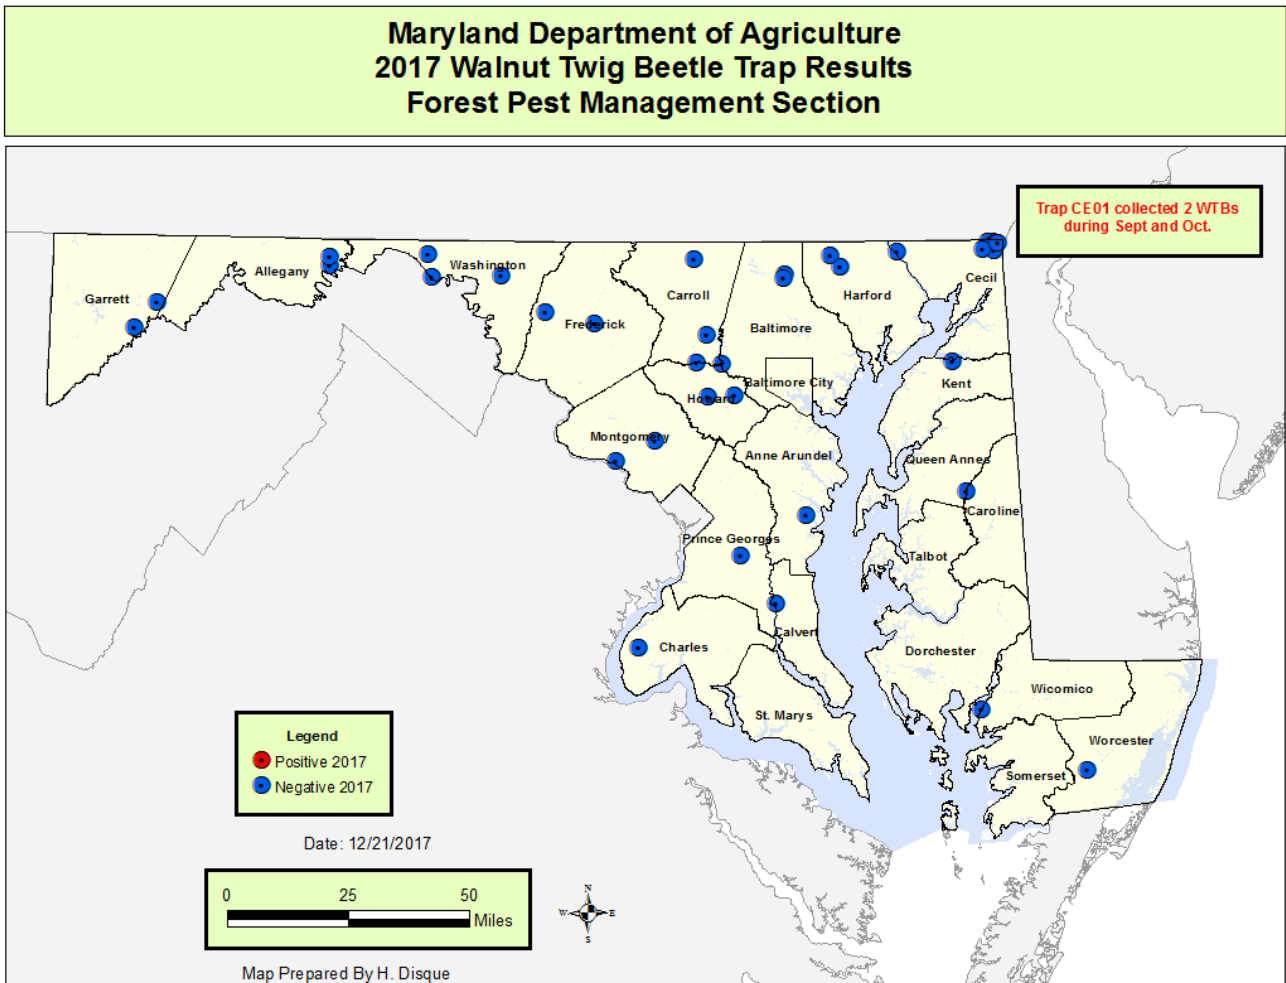 Maryland Department of Agriculture
2017 Walnut Twig Beetle Trap Results
Forest Pest Management Section
Trap CE01 collected 2 WTBs
during Sept and Oct.
Garrett
Allegany
Washington
Frederick
Carroll
Baltimore
Harford
Cecil
Baltimore City
Howard
Kent
Montgomery
Anne Arundel
Queen Annes
Caroline
Prince Georges
Talbot
Calvert
Charles
Dorchester
St. Marys
Wicomico
Worcester
Somerset
Legend
Positive 2017
Negative 2017
Date: 12/21/2017
0 25 50
Miles
N
W E
S
Map Prepared By H. Disque